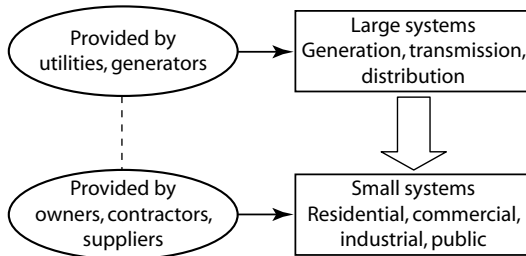 Provided by
utilities, generators
Large systems
Generation, transmission,
distribution
Provided by
owners, contractors,
suppliers
Small systems
Residential, commercial,
industrial, public